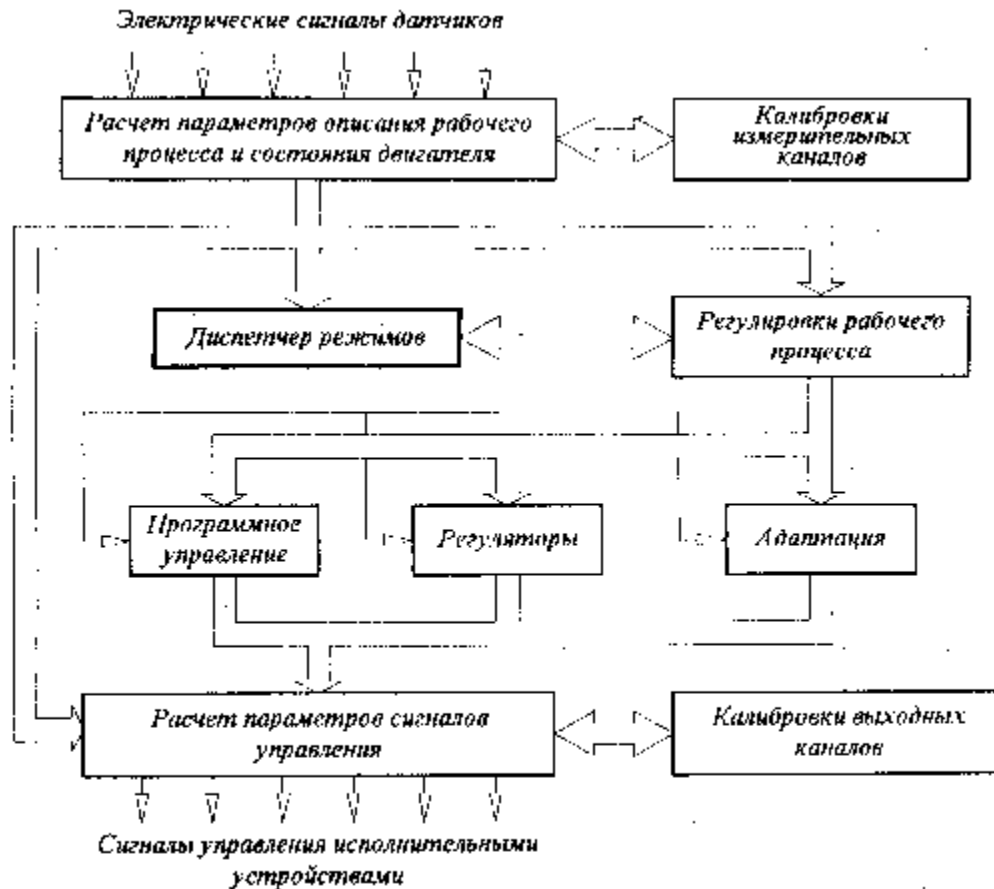 Электрические сигналы датчиков
Расчет параметров описания рабочего
процесса и состояния двигателя
Калибровки
измерительных
каналов
Диспетчер режимов
Регулировки рабочего
процесса
Программное
управление
Регуляторы
Адаптация
Расчет параметров сигналов
управления
Калибровки выходных
каналов
Сигналы управления исполнительными
устройствами